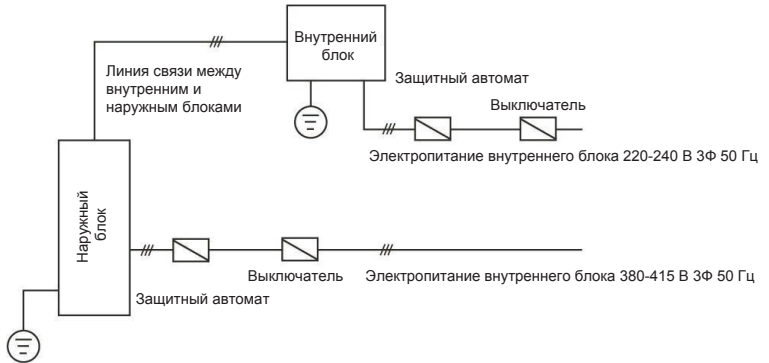 Внутренний
блок
Линия связи между
внутренним и
наружным блоками
Защитный автомат
Выключатель
Электропитание внутреннего блока 220-240 В 3Ф 50 Гц
Наружный
блок
Выключатель
Электропитание внутреннего блока 380-415 В 3Ф 50 Гц
Защитный автомат